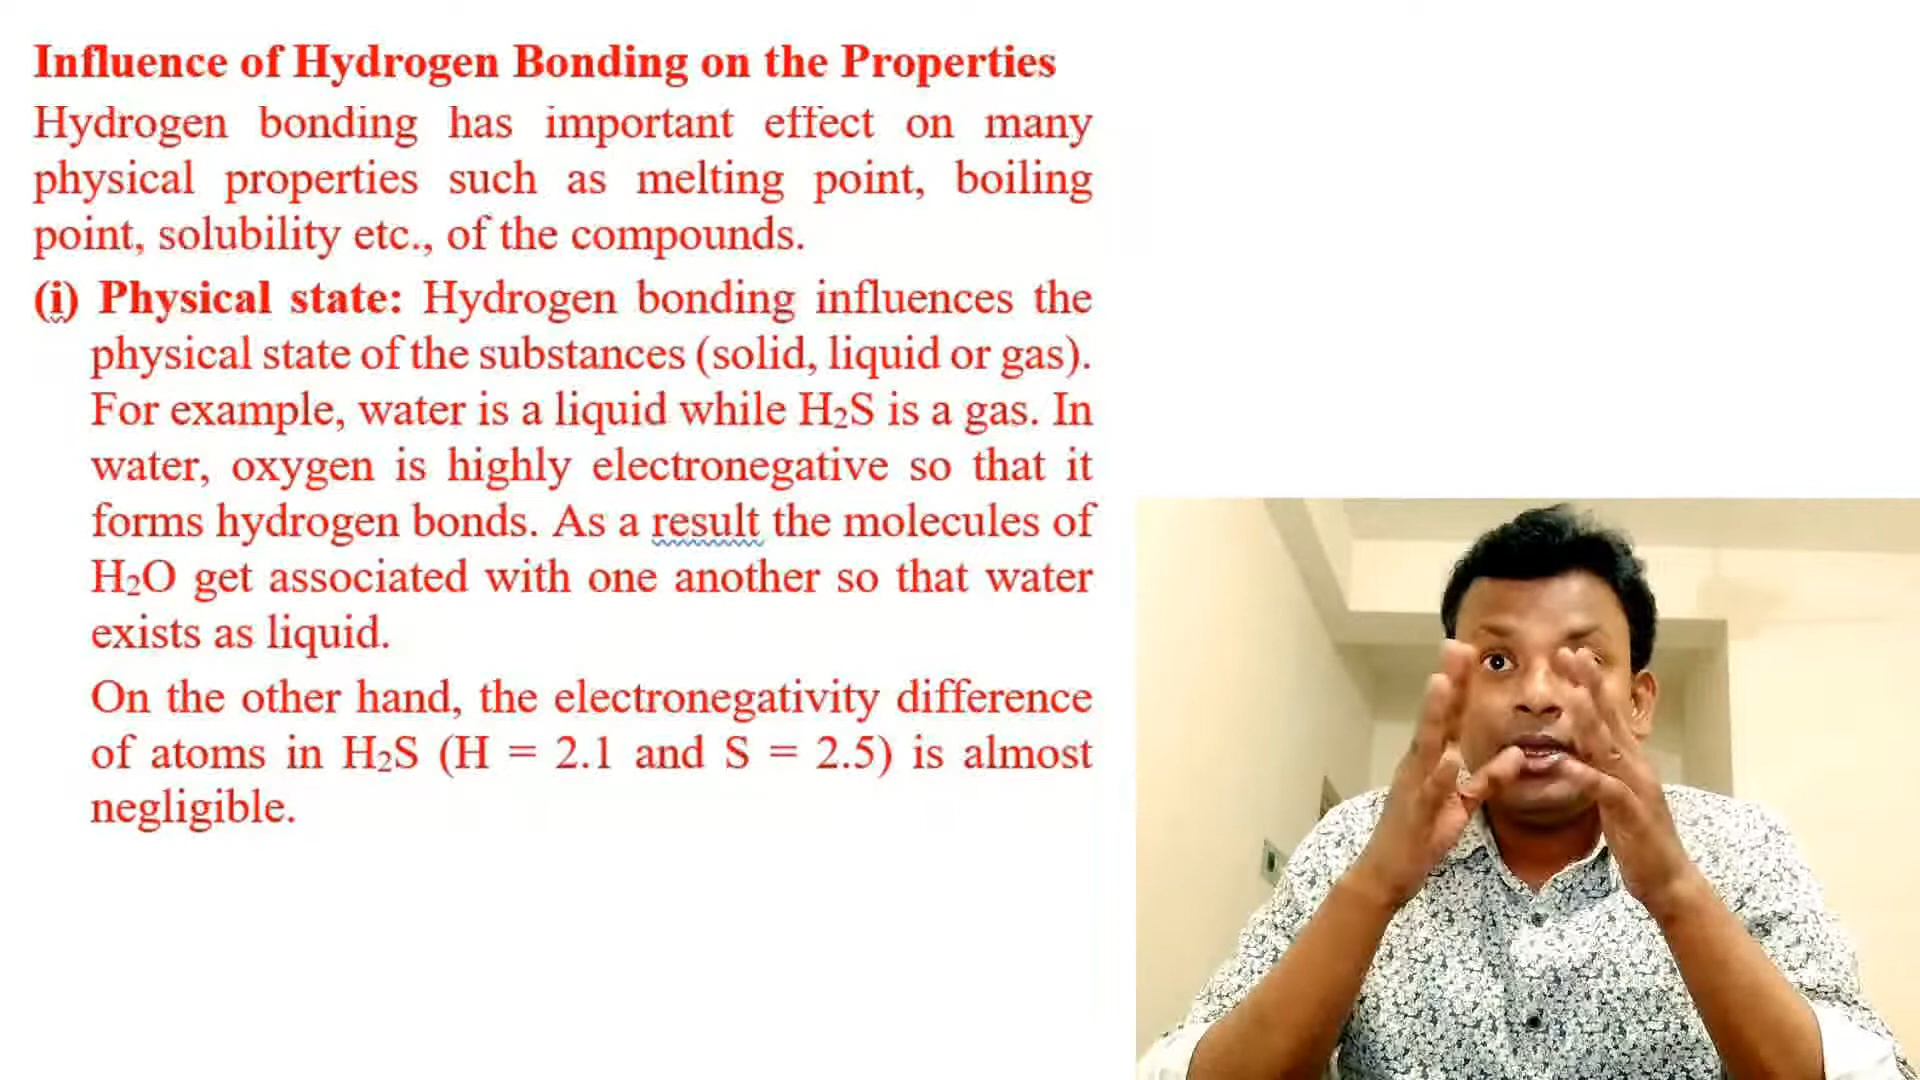 Influence of Hydrogen Bonding on the Properties
Hydrogen bonding has important effect on many
physical properties such as melting point, boiling
point, solubility etc., of the compounds.
(i) Physical state: Hydrogen bonding influences the
physical state of the substances (solid, liquid or gas).
For example, water is a liquid while H₂S is a gas. In
water, oxygen is highly electronegative so that it
forms hydrogen bonds. As a result the molecules of
H₂O get associated with one another so that water
exists as liquid.
On the other hand, the electronegativity difference
of atoms in H₂S (H = 2.1 and S = 2.5) is almost
negligible.